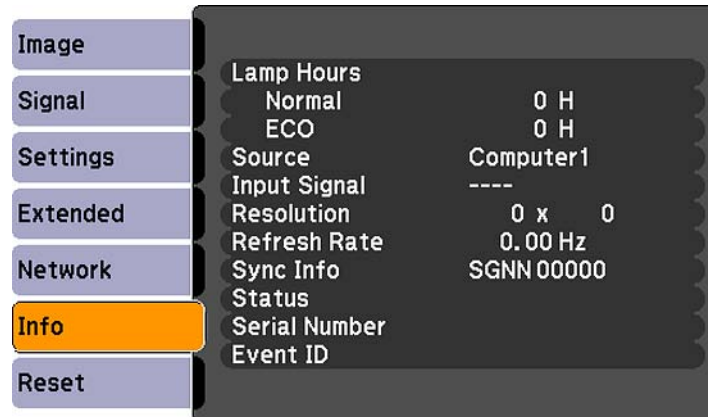 Image
Signal
Settings
Extended
Network
Info
Reset
Lamp Hours
Normal 0 H
ECO 0 H
Source Computer1
Input Signal ----
Resolution 0 x 0
Refresh Rate 0.00 Hz
Sync Info SGNN 00000
Status
Serial Number
Event ID